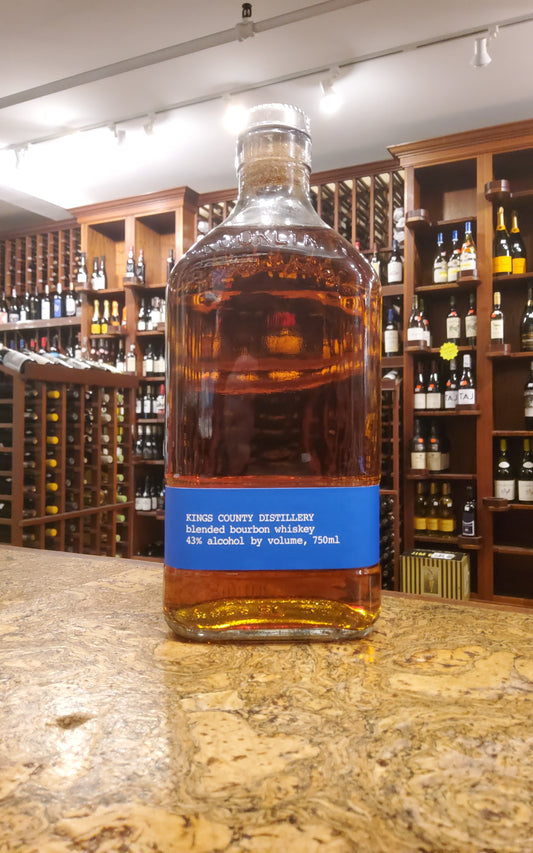 KINGS COUNTY DISTILLERY
blended bourbon whiskey
43% alcohol by volume, 750ml